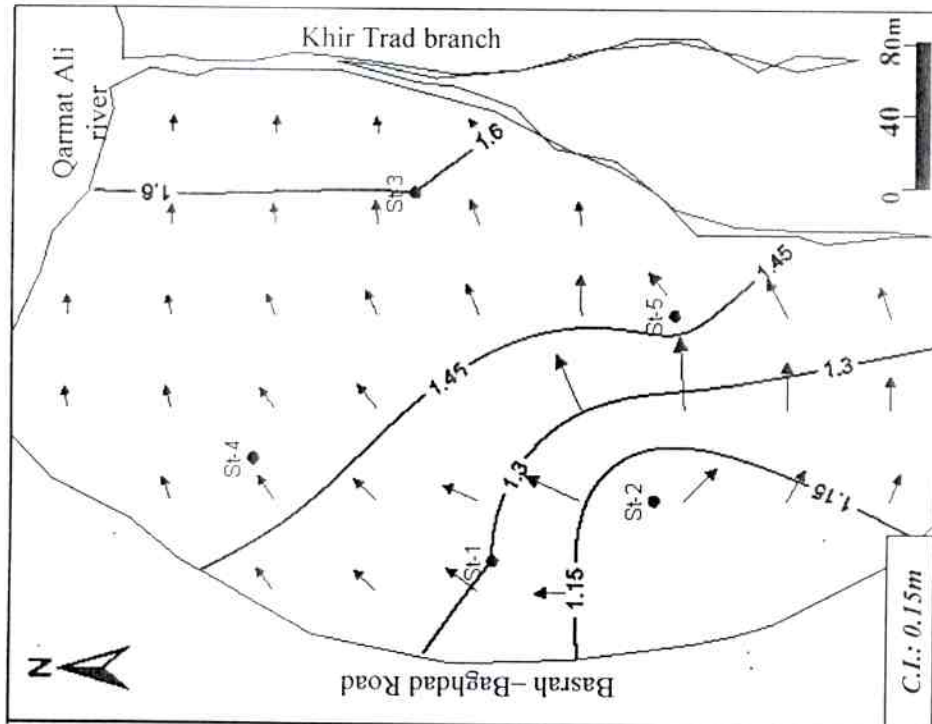 Khir Trad branch
Qarmat Ali
river
80m
40
0
1.6
1.6
St-3
1.45
St-5
1.45
1.3
St-4
1.3
St-1
St-2
1.15
1.15
N
Basrah –Baghdad Road
C.I.: 0.15m